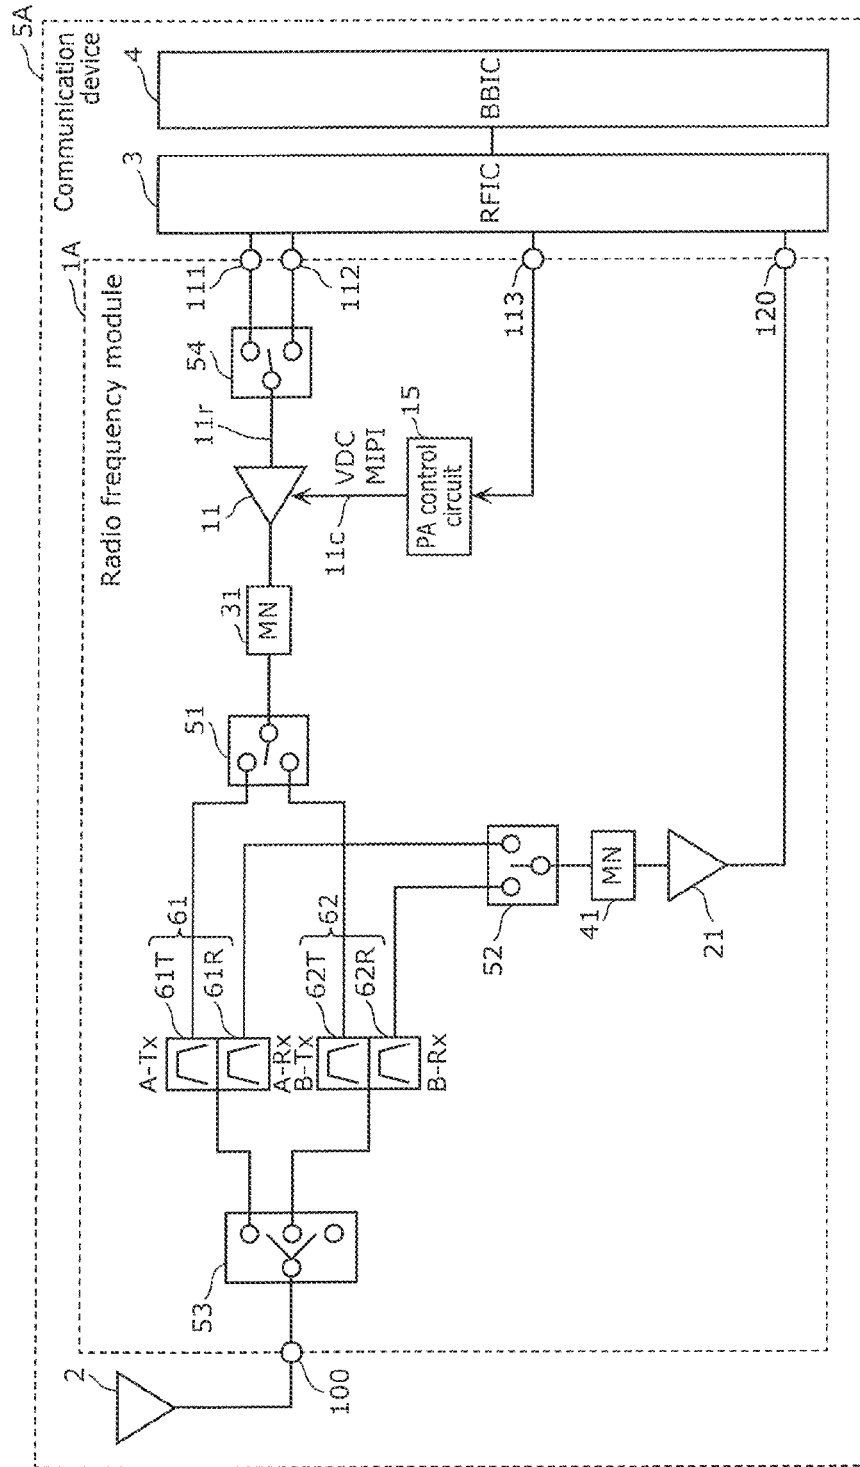 5A
Communication
device
4
BBIC
3
RFIC
1A
Radio frequency module
111
112
113
120
54
11r
11
VDC
MIPI
11c
15
PA control
circuit
31
MN
51
52
41
MN
21
61
61T
61R
62
62T
62R
A-Tx
A-Rx
B-Tx
B-Rx
53
2
100